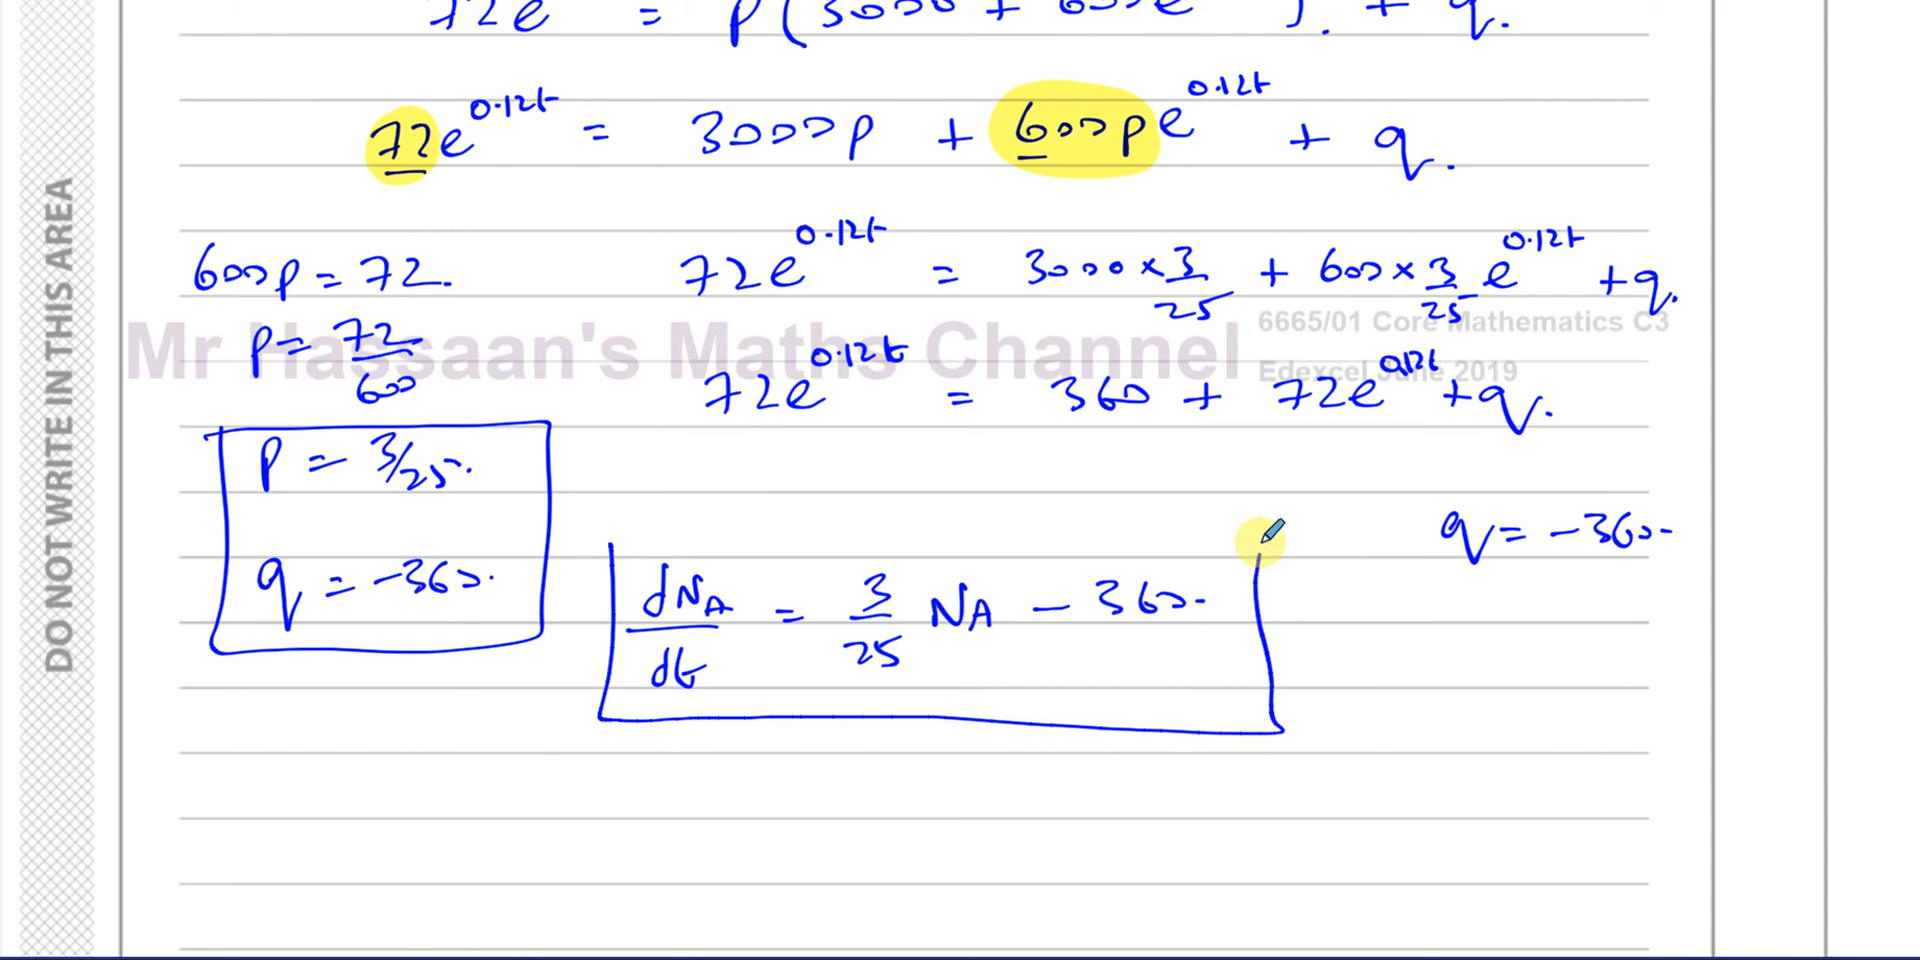 72e = p(3000 + 600e ). + q.
72e^0.12t = 3000p + 600pe^0.12t + q.
600p = 72. 72e^0.12t = 3000 × 3/25 + 600 × 3/25 e^0.12t + q.
p = 72/600 72e^0.12t = 360 + 72e^0.12t + q.
p = 3/25.
q = -360.
q = -360.
dN_A/dt = 3/25 N_A - 360.
Mr Hassaan's Maths Channel
6665/01 Core Mathematics C3
Edexcel June 2019
DO NOT WRITE IN THIS AREA